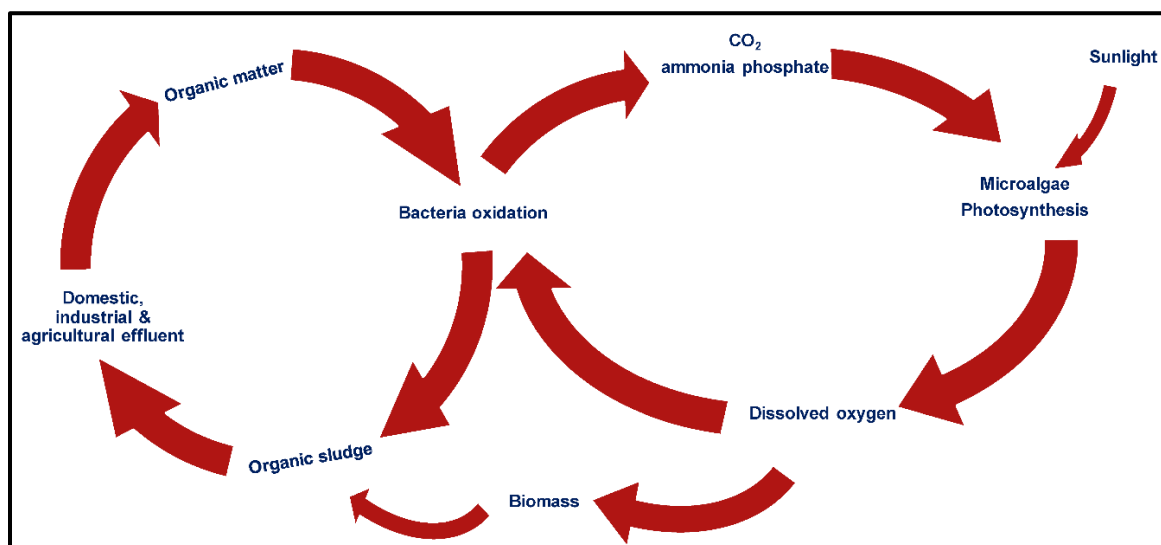 CO₂
ammonia phosphate
Sunlight
Organic matter
Microalgae
Photosynthesis
Bacteria oxidation
Domestic,
industrial &
agricultural effluent
Dissolved oxygen
Organic sludge
Biomass